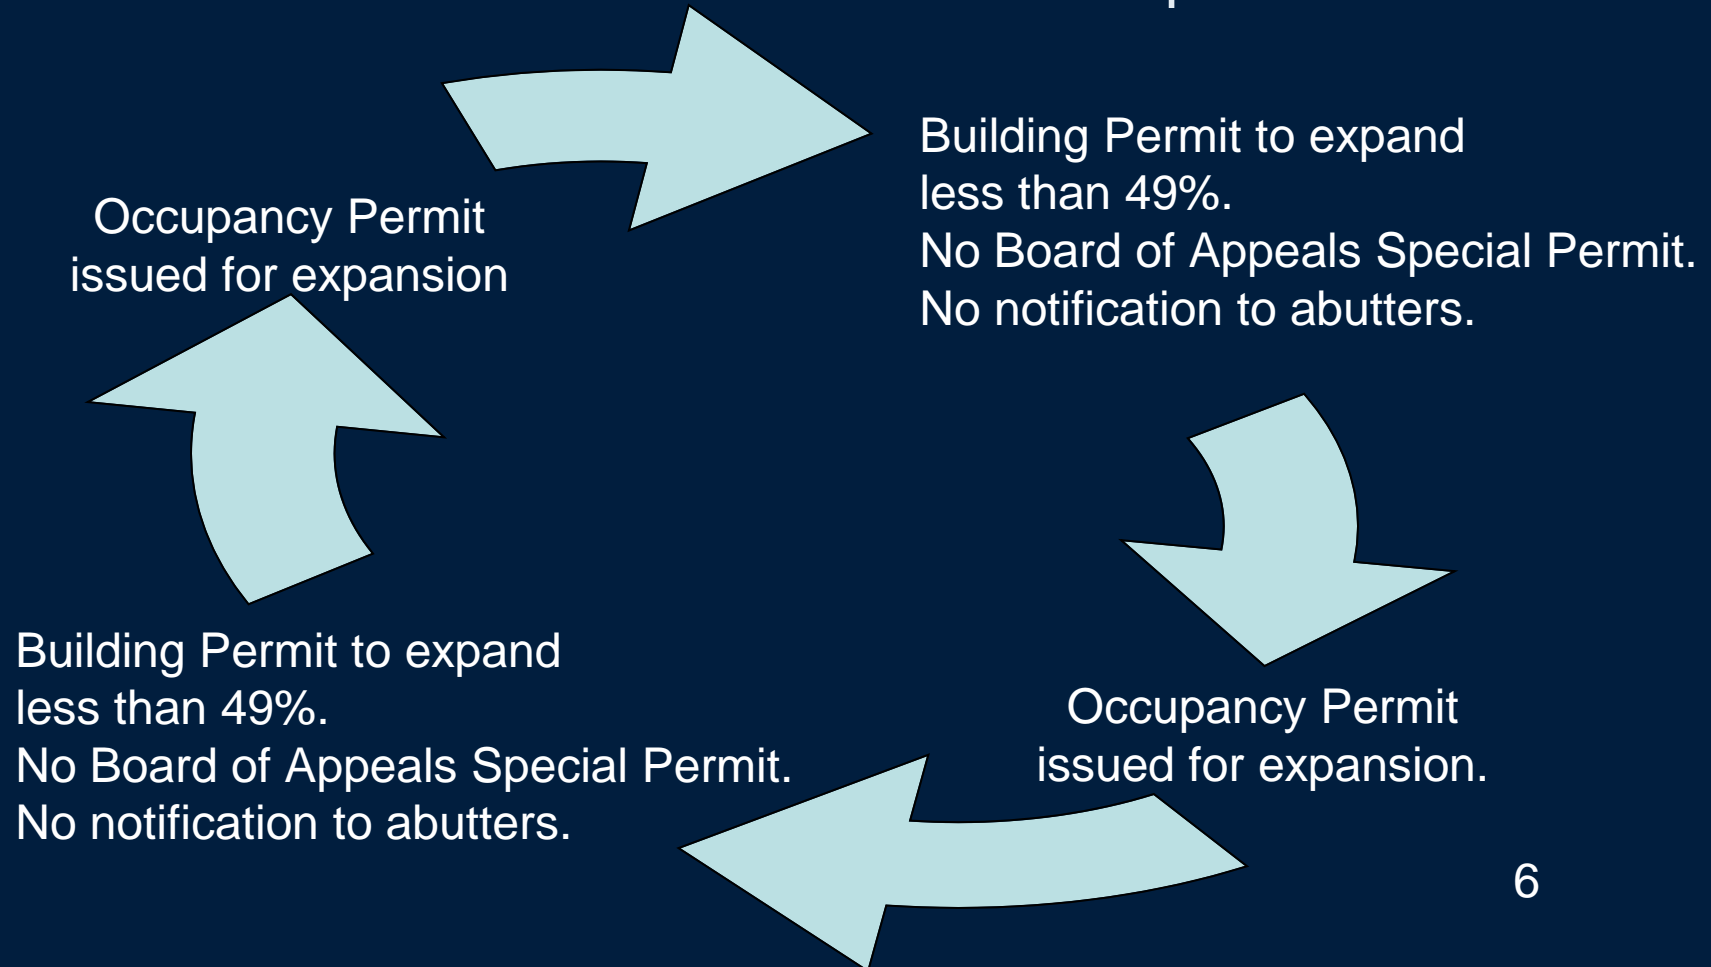 Occupancy Permit
issued for expansion
Building Permit to expand
less than 49%.
No Board of Appeals Special Permit.
No notification to abutters.
Occupancy Permit
issued for expansion.
Building Permit to expand
less than 49%.
No Board of Appeals Special Permit.
No notification to abutters.
6